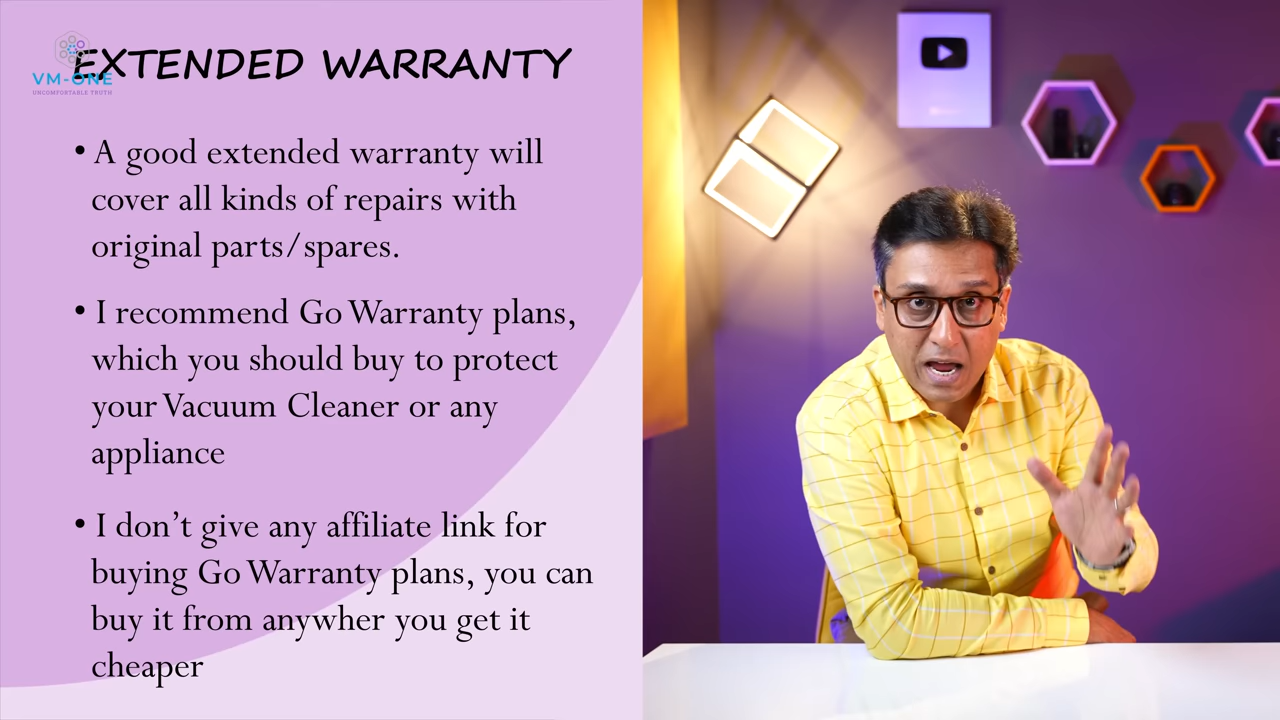 EXTENDED WARRANTY
VM-ONE
UNCOMFORTABLE TRUTH
• A good extended warranty will
cover all kinds of repairs with
original parts/spares.
• I recommend Go Warranty plans,
which you should buy to protect
your Vacuum Cleaner or any
appliance
• I don’t give any affiliate link for
buying Go Warranty plans, you can
buy it from anywher you get it
cheaper